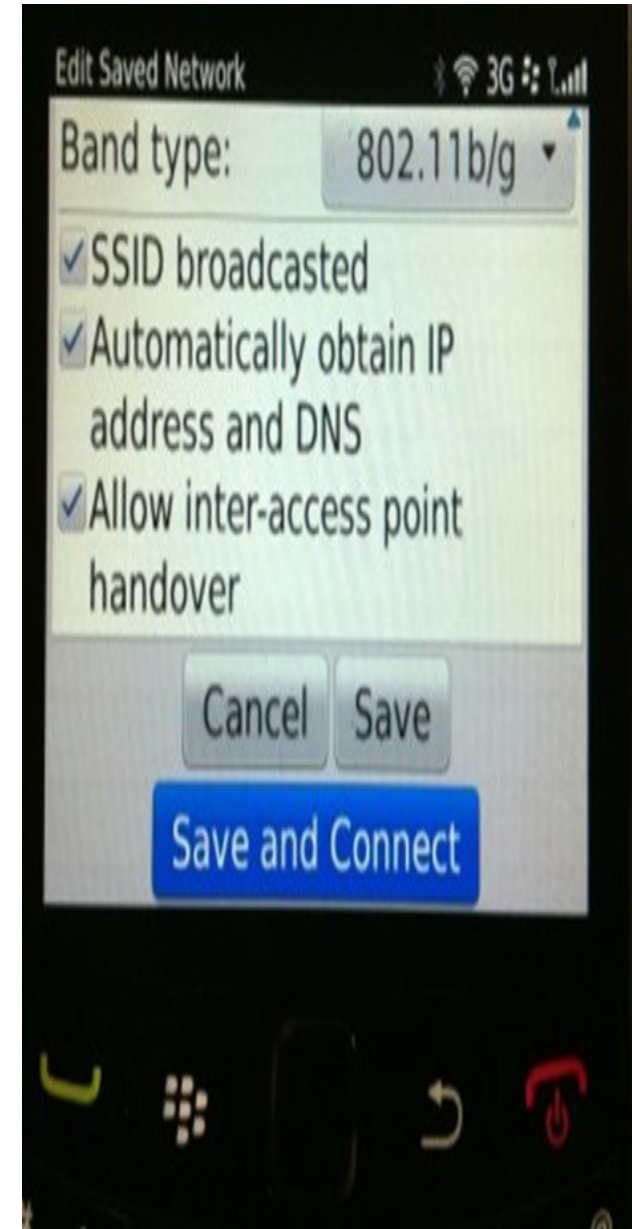 Edit Saved Network 3G
Band type: 802.11b/g
SSID broadcasted
Automatically obtain IP
address and DNS
Allow inter-access point
handover
Cancel Save
Save and Connect